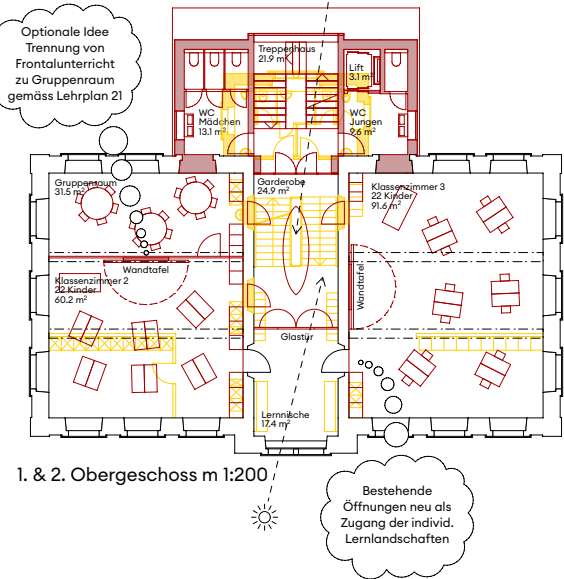 Optionale Idee
Trennung von
Frontalunterricht
zu Gruppenraum
gemäss Lehrplan 21
Treppenhaus
21.9 m²
Lift
3.1 m²
WC
Mädchen
13.1 m²
WC
Jungen
9.6 m²
Gruppenraum
31.5 m²
Garderobe
24.9 m²
Klassenzimmer 3
22 Kinder
91.6 m²
Wandtafel
Klassenzimmer 2
22 Kinder
60.2 m²
Wandtafel
Glastür
Lernnische
17.4 m²
1. & 2. Obergeschoss m 1:200
Bestehende
Öffnungen neu als
Zugang der individ.
Lernlandschaften